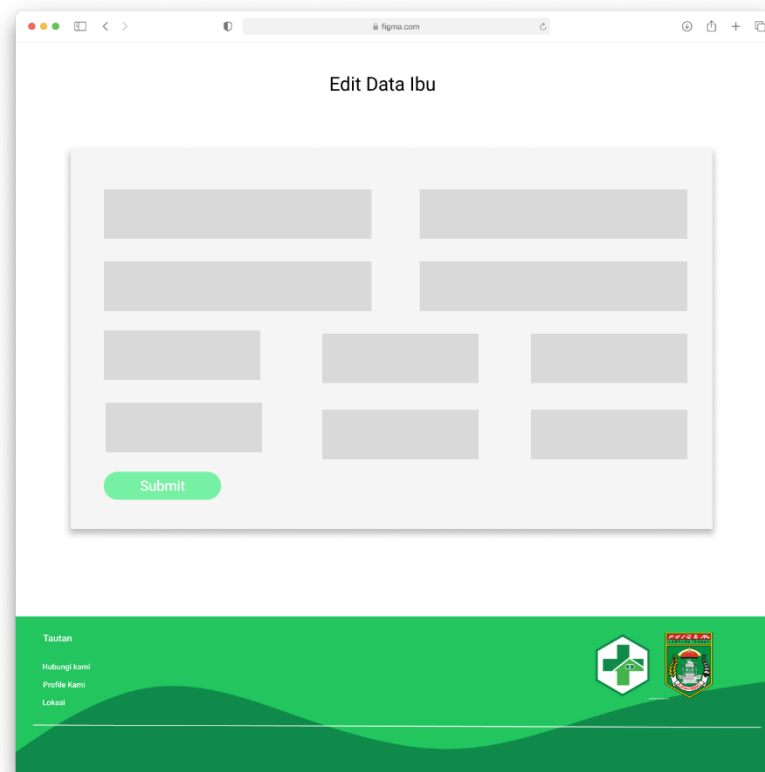 figma.com
Edit Data Ibu
Submit
Tautan
Hubungi kami
Profile Kami
Lokasi